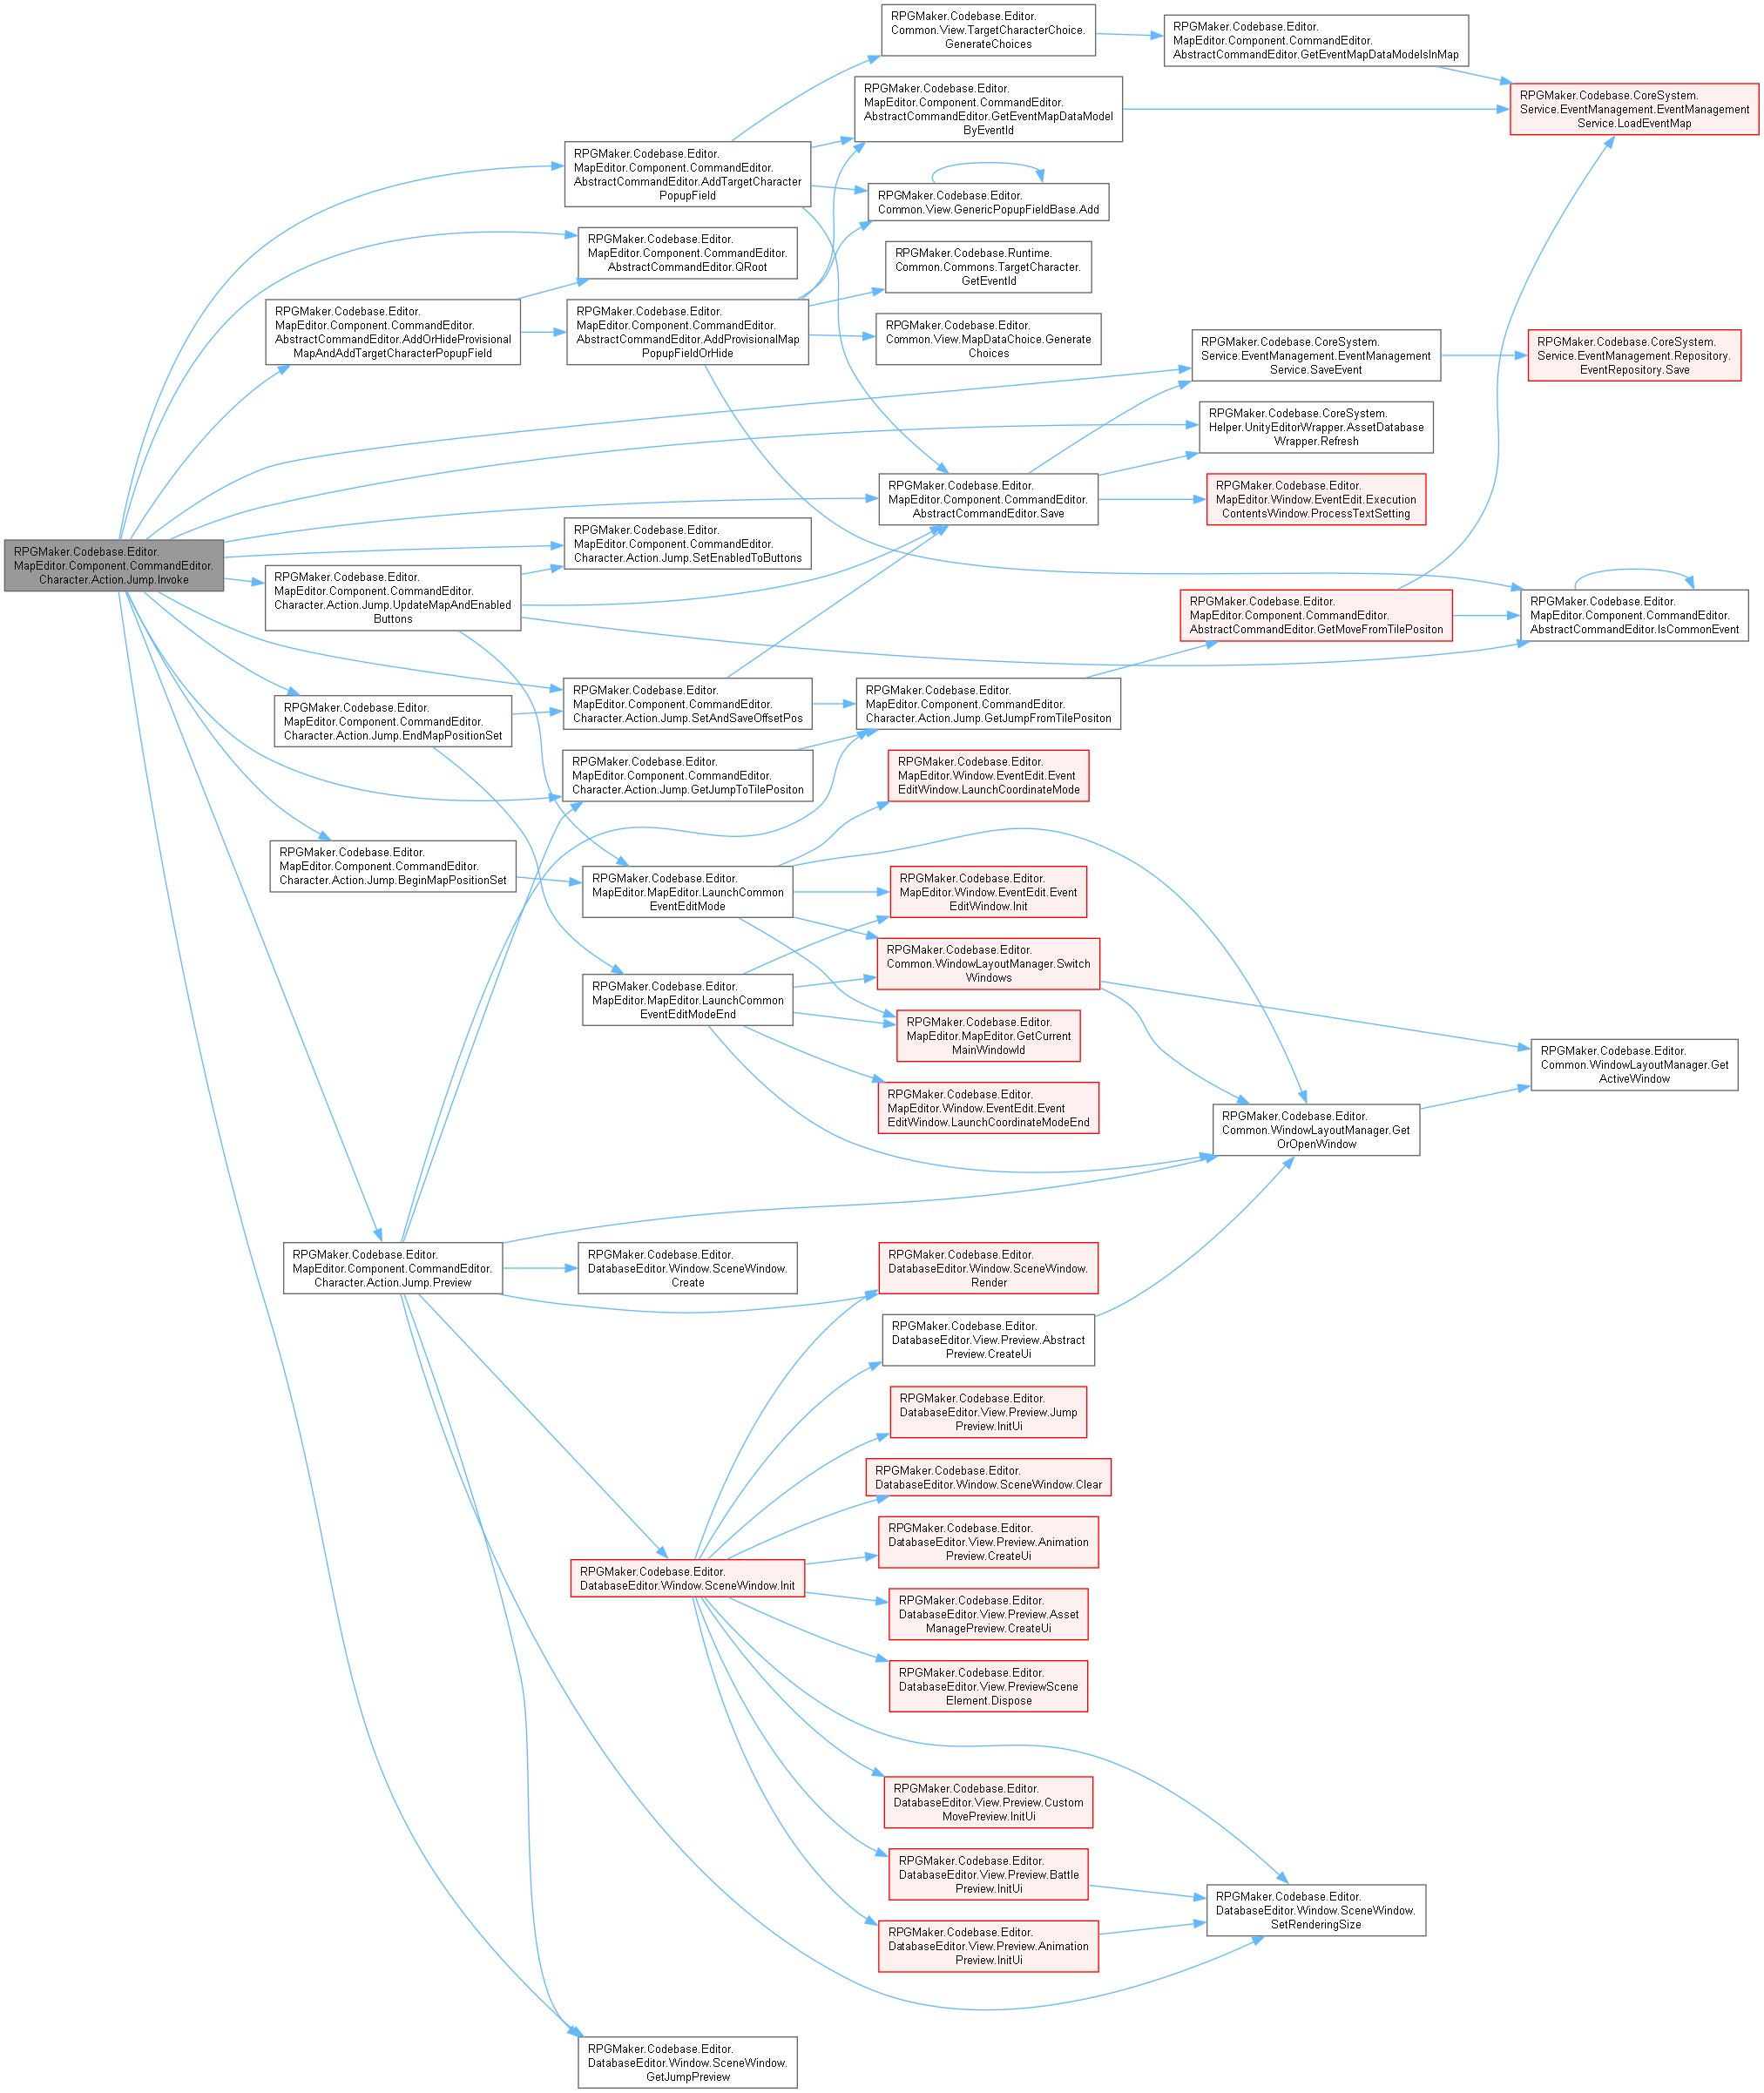 RPGMaker.Codebase.Editor.
Common.View.TargetCharacterChoice.
GenerateChoices
RPGMaker.Codebase.Editor.
MapEditor.Component.CommandEditor.
AbstractCommandEditor.GetEventMapDataModelsInMap
RPGMaker.Codebase.Editor.
MapEditor.Component.CommandEditor.
AbstractCommandEditor.GetEventMapDataModel
ByEventId
RPGMaker.Codebase.CoreSystem.
Service.EventManagement.EventManagement
Service.LoadEventMap
RPGMaker.Codebase.Editor.
MapEditor.Component.CommandEditor.
AbstractCommandEditor.AddTargetCharacter
PopupField
RPGMaker.Codebase.Editor.
Common.View.GenericPopupFieldBase.Add
RPGMaker.Codebase.Editor.
MapEditor.Component.CommandEditor.
AbstractCommandEditor.QRoot
RPGMaker.Codebase.Runtime.
Common.Commons.TargetCharacter.
GetEventId
RPGMaker.Codebase.Editor.
MapEditor.Component.CommandEditor.
AbstractCommandEditor.AddOrHideProvisional
MapAndAddTargetCharacterPopupField
RPGMaker.Codebase.Editor.
MapEditor.Component.CommandEditor.
AbstractCommandEditor.AddProvisionalMap
PopupFieldOrHide
RPGMaker.Codebase.Editor.
Common.View.MapDataChoice.Generate
Choices
RPGMaker.Codebase.CoreSystem.
Service.EventManagement.EventManagement
Service.SaveEvent
RPGMaker.Codebase.CoreSystem.
Service.EventManagement.Repository.
EventRepository.Save
RPGMaker.Codebase.CoreSystem.
Helper.UnityEditorWrapper.AssetDatabase
Wrapper.Refresh
RPGMaker.Codebase.Editor.
MapEditor.Component.CommandEditor.
AbstractCommandEditor.Save
RPGMaker.Codebase.Editor.
MapEditor.Window.EventEdit.Execution
ContentsWindow.ProcessTextSetting
RPGMaker.Codebase.Editor.
MapEditor.Component.CommandEditor.
Character.Action.Jump.Invoke
RPGMaker.Codebase.Editor.
MapEditor.Component.CommandEditor.
Character.Action.Jump.SetEnabledToButtons
RPGMaker.Codebase.Editor.
MapEditor.Component.CommandEditor.
Character.Action.Jump.UpdateMapAndEnabled
Buttons
RPGMaker.Codebase.Editor.
MapEditor.Component.CommandEditor.
AbstractCommandEditor.GetMoveFromTilePositon
RPGMaker.Codebase.Editor.
MapEditor.Component.CommandEditor.
AbstractCommandEditor.IsCommonEvent
RPGMaker.Codebase.Editor.
MapEditor.Component.CommandEditor.
Character.Action.Jump.EndMapPositionSet
RPGMaker.Codebase.Editor.
MapEditor.Component.CommandEditor.
Character.Action.Jump.SetAndSaveOffsetPos
RPGMaker.Codebase.Editor.
MapEditor.Component.CommandEditor.
Character.Action.Jump.GetJumpFromTilePositon
RPGMaker.Codebase.Editor.
MapEditor.Component.CommandEditor.
Character.Action.Jump.GetJumpToTilePositon
RPGMaker.Codebase.Editor.
MapEditor.Window.EventEdit.Event
EditWindow.LaunchCoordinateMode
RPGMaker.Codebase.Editor.
MapEditor.Component.CommandEditor.
Character.Action.Jump.BeginMapPositionSet
RPGMaker.Codebase.Editor.
MapEditor.MapEditor.LaunchCommon
EventEditMode
RPGMaker.Codebase.Editor.
MapEditor.Window.EventEdit.Event
EditWindow.Init
RPGMaker.Codebase.Editor.
Common.WindowLayoutManager.Switch
Windows
RPGMaker.Codebase.Editor.
MapEditor.MapEditor.LaunchCommon
EventEditModeEnd
RPGMaker.Codebase.Editor.
MapEditor.MapEditor.GetCurrent
MainWindowId
RPGMaker.Codebase.Editor.
Common.WindowLayoutManager.Get
ActiveWindow
RPGMaker.Codebase.Editor.
MapEditor.Window.EventEdit.Event
EditWindow.LaunchCoordinateModeEnd
RPGMaker.Codebase.Editor.
Common.WindowLayoutManager.Get
OrOpenWindow
RPGMaker.Codebase.Editor.
MapEditor.Component.CommandEditor.
Character.Action.Jump.Preview
RPGMaker.Codebase.Editor.
DatabaseEditor.Window.SceneWindow.
Create
RPGMaker.Codebase.Editor.
DatabaseEditor.Window.SceneWindow.
Render
RPGMaker.Codebase.Editor.
DatabaseEditor.View.Preview.Abstract
Preview.CreateUi
RPGMaker.Codebase.Editor.
DatabaseEditor.View.Preview.Jump
Preview.InitUi
RPGMaker.Codebase.Editor.
DatabaseEditor.Window.SceneWindow.Clear
RPGMaker.Codebase.Editor.
DatabaseEditor.View.Preview.Animation
Preview.CreateUi
RPGMaker.Codebase.Editor.
DatabaseEditor.Window.SceneWindow.Init
RPGMaker.Codebase.Editor.
DatabaseEditor.View.Preview.Asset
ManagePreview.CreateUi
RPGMaker.Codebase.Editor.
DatabaseEditor.View.PreviewScene
Element.Dispose
RPGMaker.Codebase.Editor.
DatabaseEditor.View.Preview.Custom
MovePreview.InitUi
RPGMaker.Codebase.Editor.
DatabaseEditor.View.Preview.Battle
Preview.InitUi
RPGMaker.Codebase.Editor.
DatabaseEditor.Window.SceneWindow.
SetRenderingSize
RPGMaker.Codebase.Editor.
DatabaseEditor.View.Preview.Animation
Preview.InitUi
RPGMaker.Codebase.Editor.
DatabaseEditor.Window.SceneWindow.
GetJumpPreview